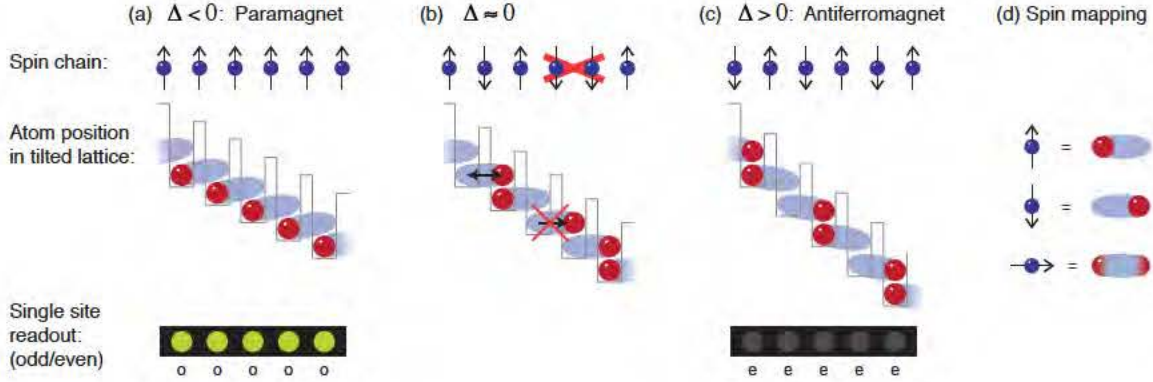 (a) Δ < 0: Paramagnet
(b) Δ ≈ 0
(c) Δ > 0: Antiferromagnet
(d) Spin mapping
Spin chain:
Atom position
in tilted lattice:
=
=
=
Single site
readout:
(odd/even)
o o o o o
e e e e e